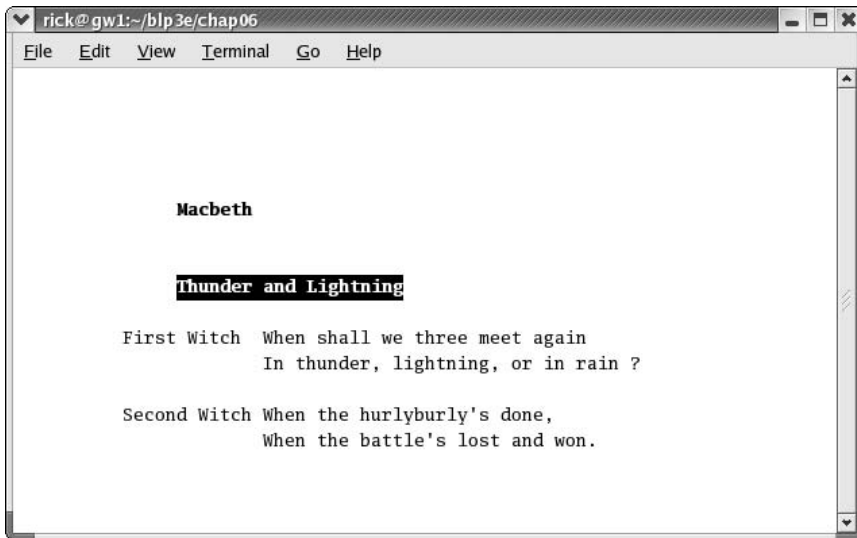 rick@gw1:~/blp3e/chap06
File Edit View Terminal Go Help
Macbeth
Thunder and Lightning
First Witch When shall we three meet again
In thunder, lightning, or in rain ?
Second Witch When the hurlyburly's done,
When the battle's lost and won.